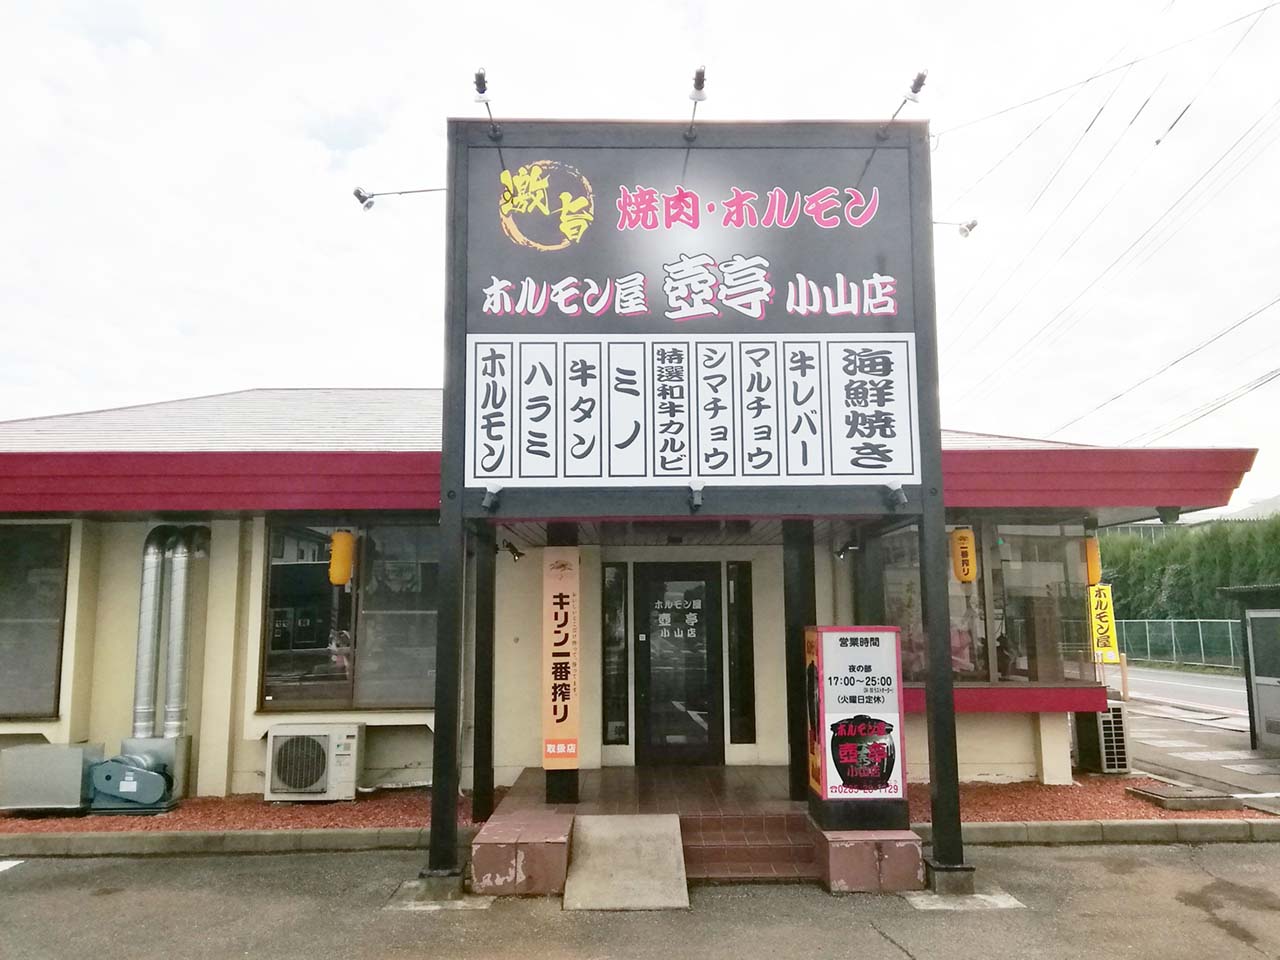 激旨
焼肉・ホルモン
ホルモン屋 壺亭 小山店
ホルモン
ハラミ
牛タン
ミノ
特選和牛カルビ
シマチョウ
マルチョウ
牛レバー
海鮮焼き
キリン一番搾り
取扱店
ホルモン屋
壺亭
小山店
営業時間
夜の部
17:00～25:00
(火曜日定休)
ホルモン屋
壺亭
小山店
一番搾り
ホルモン屋